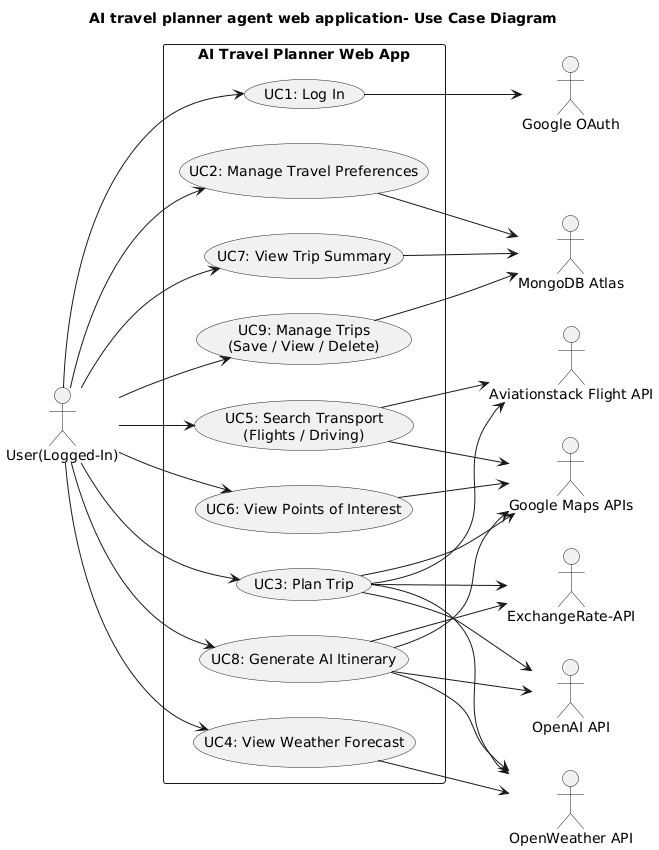 AI travel planner agent web application- Use Case Diagram
AI Travel Planner Web App
UC1: Log In
Google OAuth
UC2: Manage Travel Preferences
UC7: View Trip Summary
MongoDB Atlas
UC9: Manage Trips
(Save / View / Delete)
Aviationstack Flight API
UC5: Search Transport
(Flights / Driving)
User(Logged-In)
UC6: View Points of Interest
Google Maps APIs
UC3: Plan Trip
ExchangeRate-API
UC8: Generate AI Itinerary
OpenAI API
UC4: View Weather Forecast
OpenWeather API